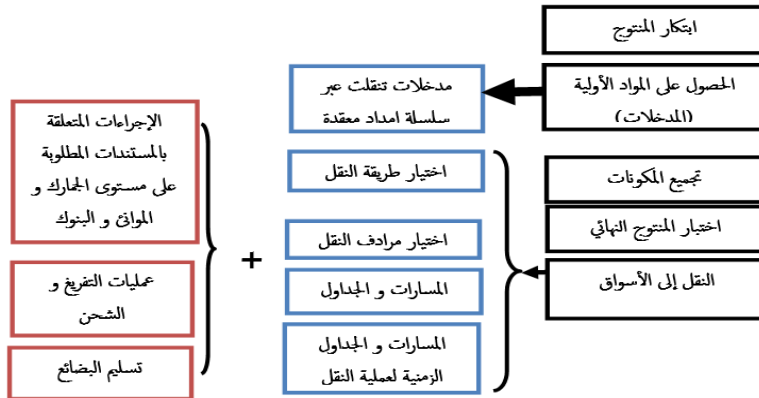 ابتكار المنتوج
الحصول على المواد الأولية
(المدخلات)
تجميع المكونات
اختيار المنتوج النهائي
النقل إلى الأسواق
مدخلات تنقلت عبر
سلسلة امداد معقدة
اختيار طريقة النقل
اختيار مرادف النقل
المسارات و الجداول
المسارات و الجداول
الزمنية لعملية النقل
+
الإجراءات المتعلقة
بالمستندات المطلوبة
على مستوى الجمارك و
الموانئ و البنوك
عمليات التفريغ و
الشحن
تسليم البضائع